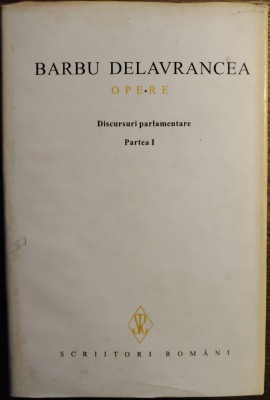 BARBU DELAVRANCEA
OPERE
Discursuri parlamentare
Partea I
SCRIITORI ROMÂNI